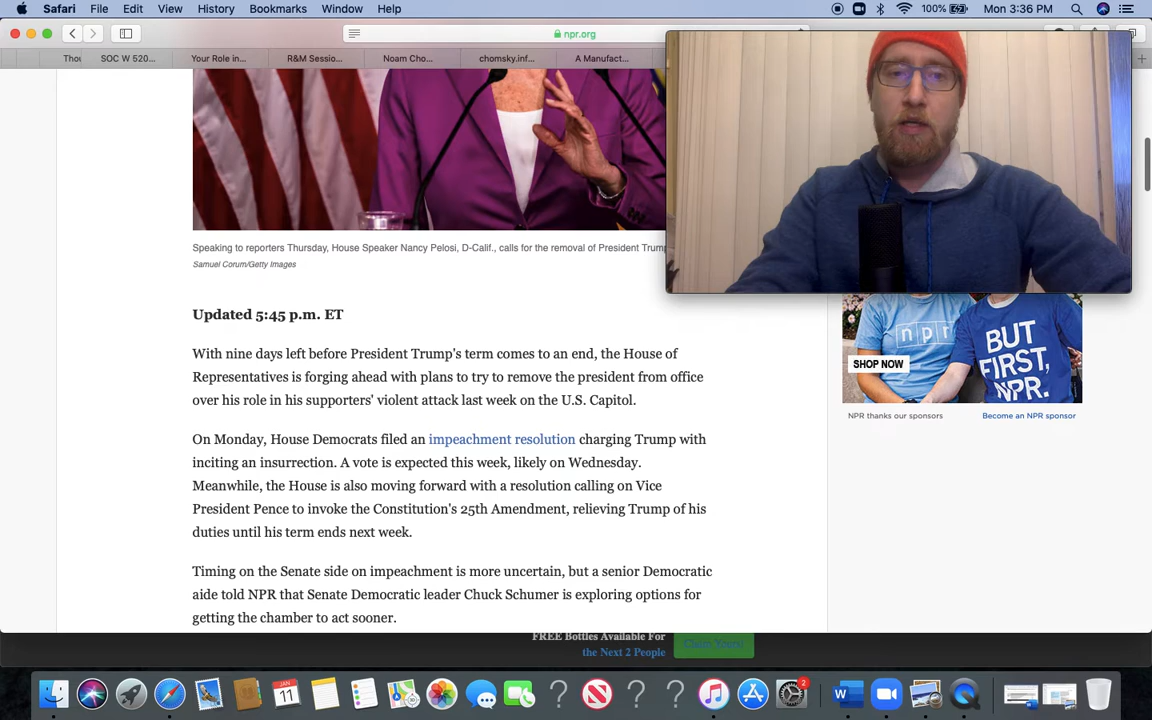 Safari File Edit View History Bookmarks Window Help 100% Mon 3:36 PM
npr.org
SOC W 520... Your Role in... R&M Sessio... Noam Cho... chomsky.inf... A Manufact...
Speaking to reporters Thursday, House Speaker Nancy Pelosi, D-Calif., calls for the removal of President Trump
Samuel Corum/Getty Images
Updated 5:45 p.m. ET
With nine days left before President Trump's term comes to an end, the House of
Representatives is forging ahead with plans to try to remove the president from office
over his role in his supporters' violent attack last week on the U.S. Capitol.
On Monday, House Democrats filed an impeachment resolution charging Trump with
inciting an insurrection. A vote is expected this week, likely on Wednesday.
Meanwhile, the House is also moving forward with a resolution calling on Vice
President Pence to invoke the Constitution's 25th Amendment, relieving Trump of his
duties until his term ends next week.
Timing on the Senate side on impeachment is more uncertain, but a senior Democratic
aide told NPR that Senate Democratic leader Chuck Schumer is exploring options for
getting the chamber to act sooner.
npr
BUT
FIRST,
NPR.
SHOP NOW
NPR thanks our sponsors Become an NPR sponsor
FREE Bottles Available For
the Next 2 People
Claim Yours!
JAN
11
2